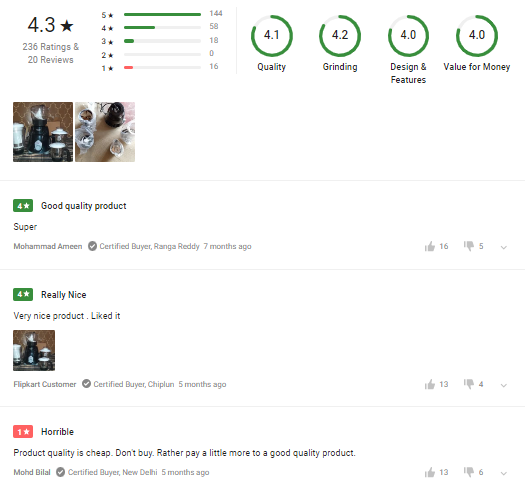 4.3★
236 Ratings &
20 Reviews
5★ 144
4★ 58
3★ 18
2★ 0
1★ 16
4.1 Quality
4.2 Grinding
4.0 Design &
Features
4.0 Value for Money
4★ Good quality product
Super
Mohammad Ameen Certified Buyer, Ranga Reddy 7 months ago 16 5
4★ Really Nice
Very nice product . Liked it
Flipkart Customer Certified Buyer, Chiplun 5 months ago 13 4
1★ Horrible
Product quality is cheap. Don't buy. Rather pay a little more to a good quality product.
Mohd Bilal Certified Buyer, New Delhi 5 months ago 13 6